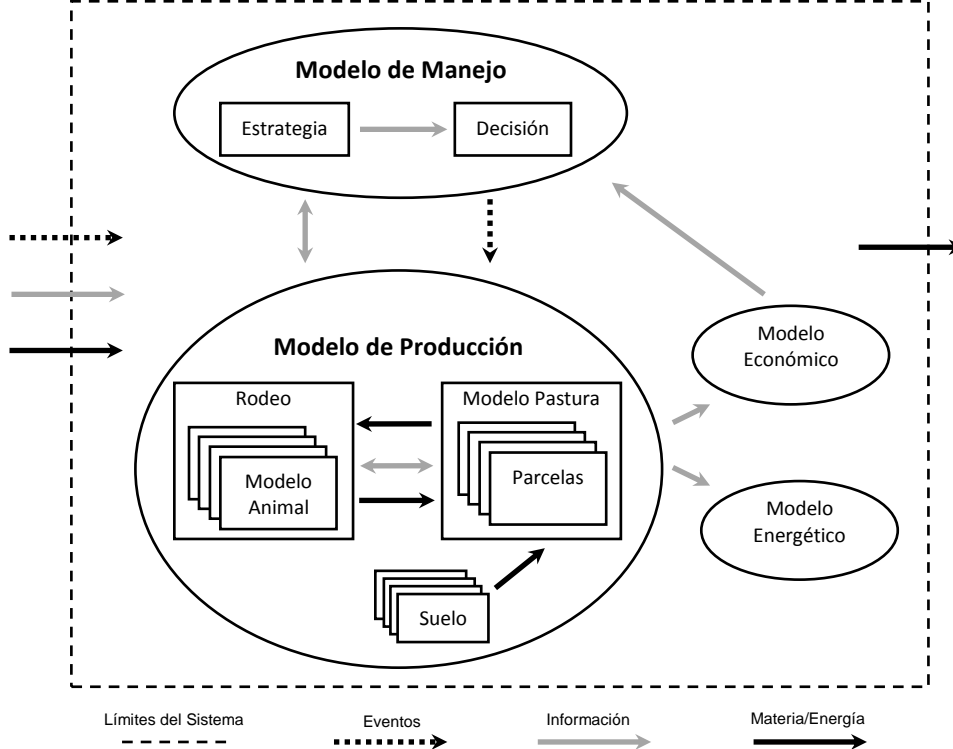 Modelo de Manejo
Estrategia
Decisión
Modelo de Producción
Modelo
Económico
Rodeo
Modelo Pastura
Modelo
Animal
Parcelas
Modelo
Energético
Suelo
Límites del Sistema
Eventos
Información
Materia/Energía